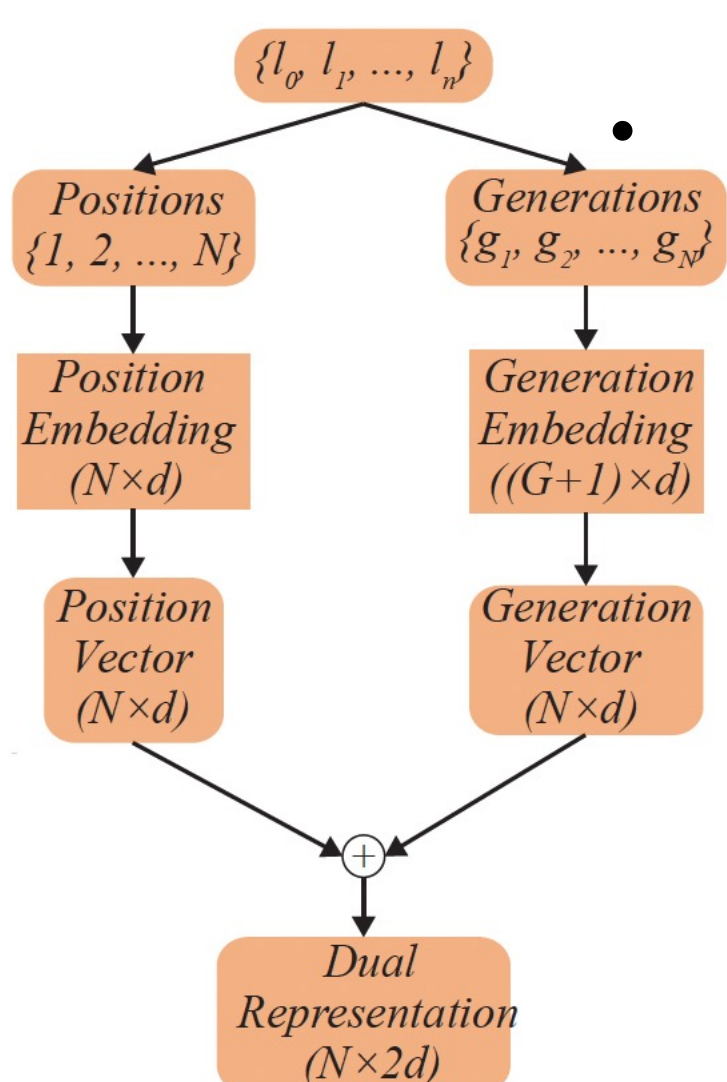 {l₀, l₁, ..., lₙ}
Positions
{1, 2, ..., N}
Generations
{g₁, g₂, ..., g_N}
Position
Embedding
(N×d)
Generation
Embedding
((G+1)×d)
Position
Vector
(N×d)
Generation
Vector
(N×d)
+
Dual
Representation
(N×2d)